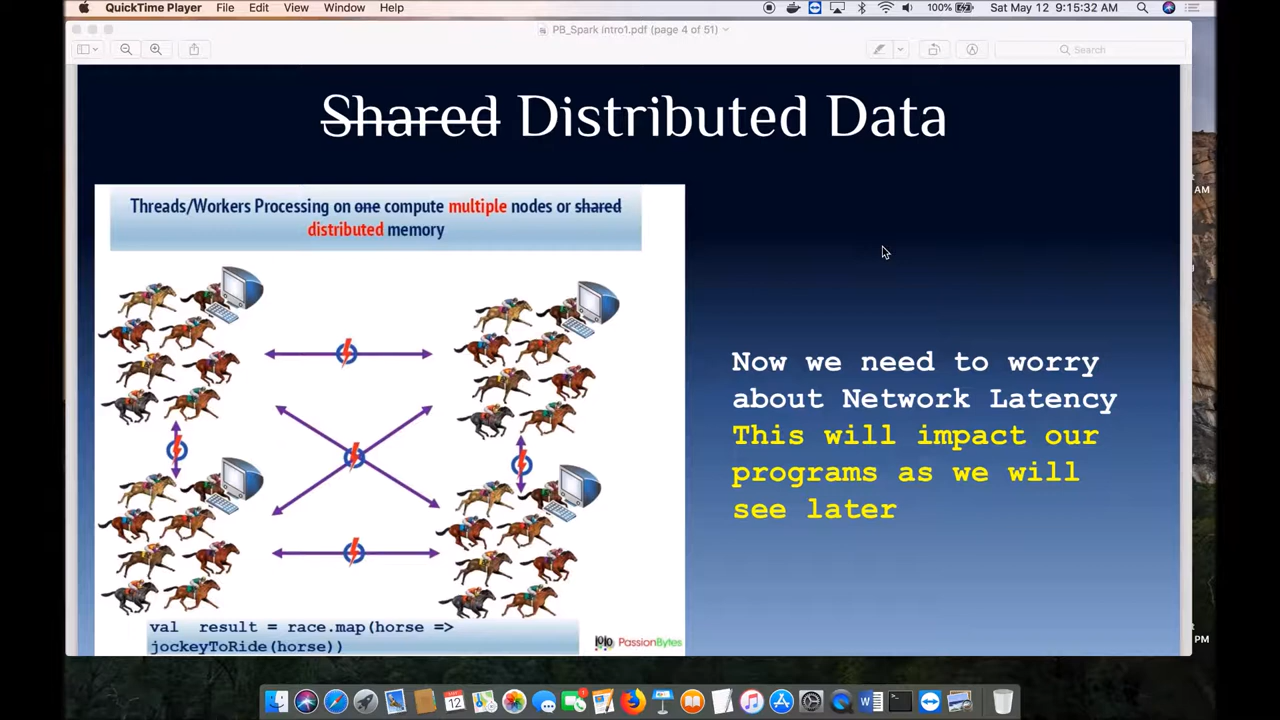 QuickTime Player File Edit View Window Help 100% Sat May 12 9:15:32 AM
PB_Spark intro1.pdf (page 4 of 51)
Search
Shared Distributed Data
Threads/Workers Processing on one compute multiple nodes or shared
distributed memory
AM
Now we need to worry
about Network Latency
This will impact our
programs as we will
see later
val result = race.map(horse =>
jockeyToRide(horse))
PassionBytes
PM
12